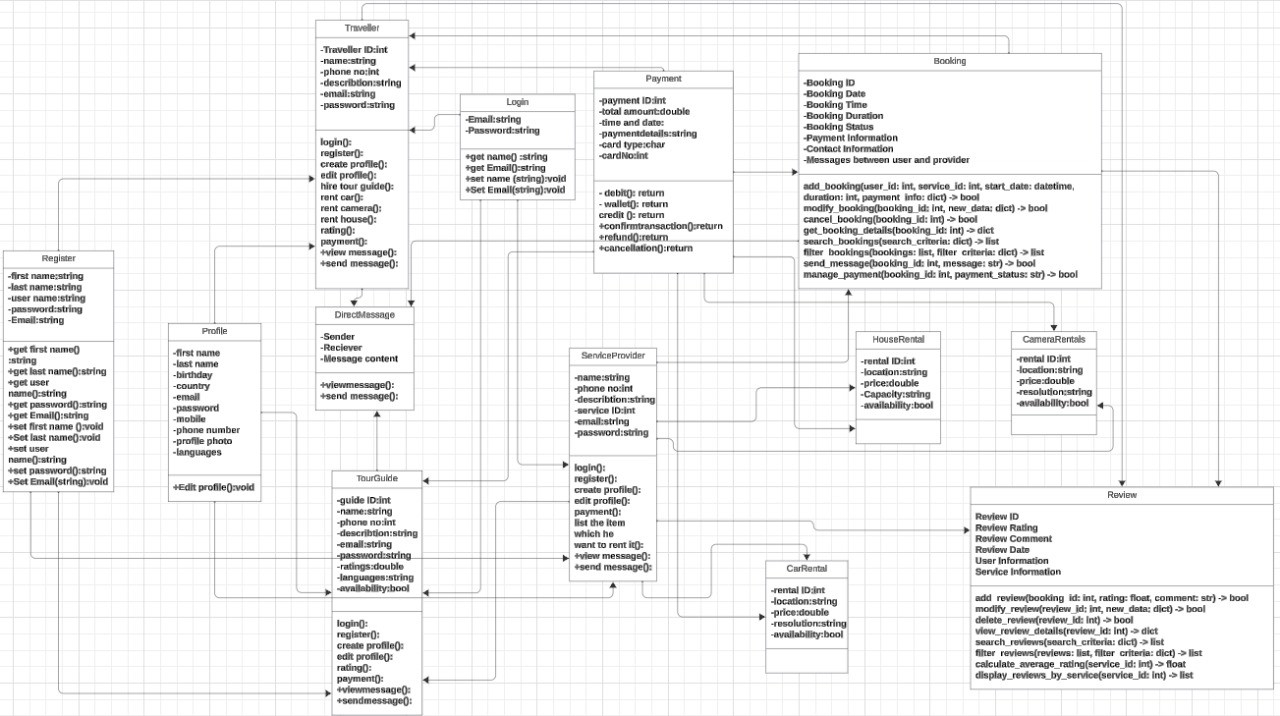 Traveller
-Traveller ID:int
-name:string
-phone no:int
-describtion:string
-email:string
-password:string
login():
register():
create profile():
edit profile():
hire tour guide():
rent car():
rent camera():
rent house():
rating():
payment():
+view message():
+send message():
Login
-Email:string
-Password:string
+get name() :string
+get Email():string
+set name (string):void
+Set Email(string):void
Payment
-payment ID:int
-total amount:double
-time and date:
-paymentdetails:string
-card type:char
-cardNo:int
- debit(): return
- wallet(): return
credit (): return
+confirmtransaction():return
+refund():return
+cancellation():return
Booking
-Booking ID
-Booking Date
-Booking Time
-Booking Duration
-Booking Status
-Payment Information
-Contact Information
-Messages between user and provider
add_booking(user_id: int, service_id: int, start_date: datetime,
duration: int, payment_info: dict) -> bool
modify_booking(booking_id: int, new_data: dict) -> bool
cancel_booking(booking_id: int) -> bool
get_booking_details(booking_id: int) -> dict
search_bookings(search_criteria: dict) -> list
filter_bookings(bookings: list, filter_criteria: dict) -> list
send_message(booking_id: int, message: str) -> bool
manage_payment(booking_id: int, payment_status: str) -> bool
Register
-first name;string
-last name:string
-user name:string
-password:string
-Email:string
+get first name()
:string
+get last name():string
+get user
name():string
+get password():string
+get Email():string
+set first name ():void
+Set last name():void
+set user
name():string
+set password():string
+Set Email(string):void
Profile
-first name
-last name
-birthday
-country
-email
-password
-mobile
-phone number
-profile photo
-languages
+Edit profile():void
DirectMessage
-Sender
-Reciever
-Message content
+viewmessage():
+send message():
TourGuide
-guide ID:int
-name:string
-phone no:int
-describtion:string
-email:string
-password:string
-ratings:double
-languages:string
-availability:bool
login():
register():
create profile():
edit profile():
rating():
payment():
+viewmessage():
+sendmessage():
ServiceProvider
-name:string
-phone no:int
-describtion:string
-service ID:int
-email:string
-password:string
login():
register():
create profile():
edit profile():
payment():
list the item
which he
want to rent it():
+view message():
+send message():
HouseRental
-rental ID:int
-location:string
-price:double
-Capacity:string
-availability:bool
CameraRentals
-rental ID:int
-location:string
-price:double
-resolution:string
-availability:bool
CarRental
-rental ID:int
-location:string
-price:double
-resolution:string
-availability:bool
Review
Review ID
Review Rating
Review Comment
Review Date
User Information
Service Information
add_review(booking_id: int, rating: float, comment: str) -> bool
modify_review(review_id: int, new_data: dict) -> bool
delete_review(review_id: int) -> bool
view_review_details(review_id: int) -> dict
search_reviews(search_criteria: dict) -> list
filter_reviews(reviews: list, filter_criteria: dict) -> list
calculate_average_rating(service_id: int) -> float
display_reviews_by_service(service_id: int) -> list